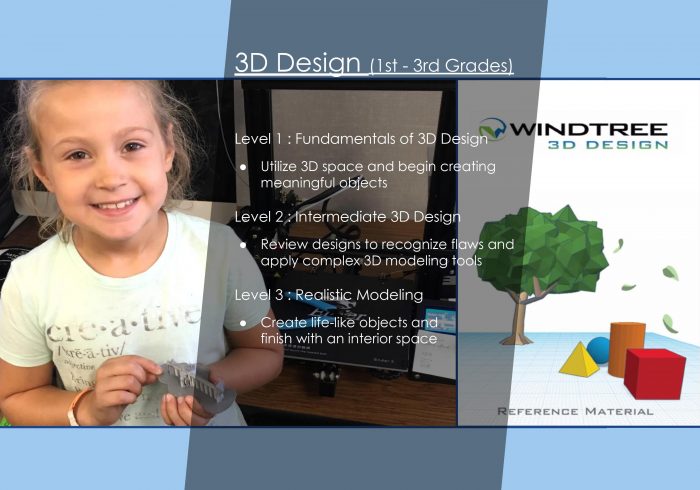 3D Design (1st - 3rd Grades)
Level 1 : Fundamentals of 3D Design
● Utilize 3D space and begin creating
meaningful objects
Level 2 : Intermediate 3D Design
● Review designs to recognize flaws and
apply complex 3D modeling tools
Level 3 : Realistic Modeling
● Create life-like objects and
finish with an interior space
WINDTREE
3D DESIGN
REFERENCE MATERIAL
cre·a·tive
/krē-ā-tiv/